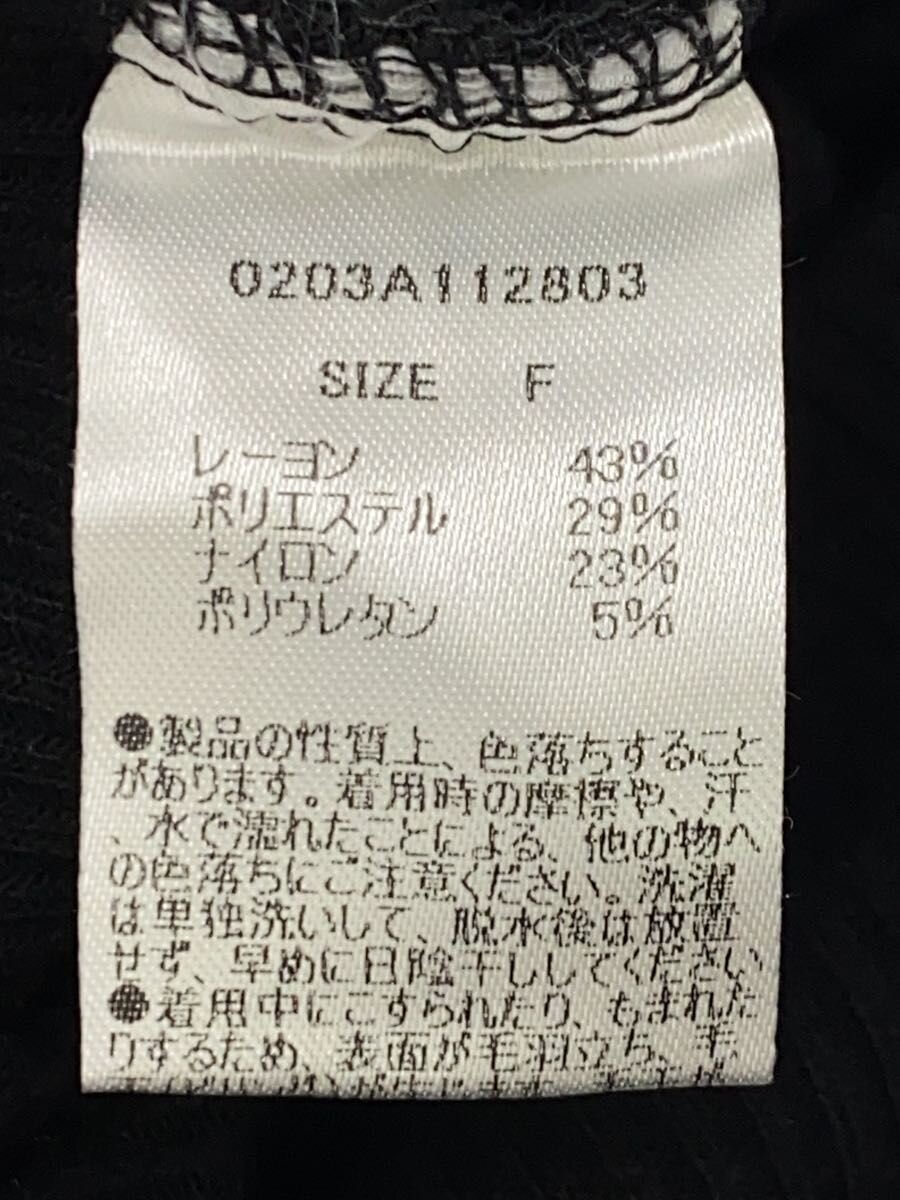 0203A112803
SIZE F
レーヨン 43%
ポリエステル 29%
ナイロン 23%
ポリウレタン 5%
●製品の性質上、色落ちすること
があります。着用時の摩擦や、汗
、水で濡れたことによる、他の物へ
の色落ちにご注意ください。洗濯
は単独洗いして、脱水後は放置
せず、早めに日陰干ししてください
●着用中にこすられたり、もまれた
りするため、表面が毛羽立ち、毛